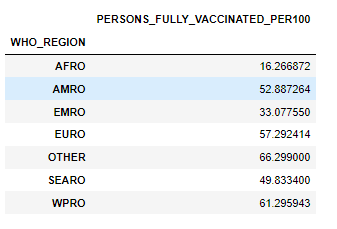 PERSONS_FULLY_VACCINATED_PER100
WHO_REGION
AFRO 16.266872
AMRO 52.887264
EMRO 33.077550
EURO 57.292414
OTHER 66.299000
SEARO 49.833400
WPRO 61.295943